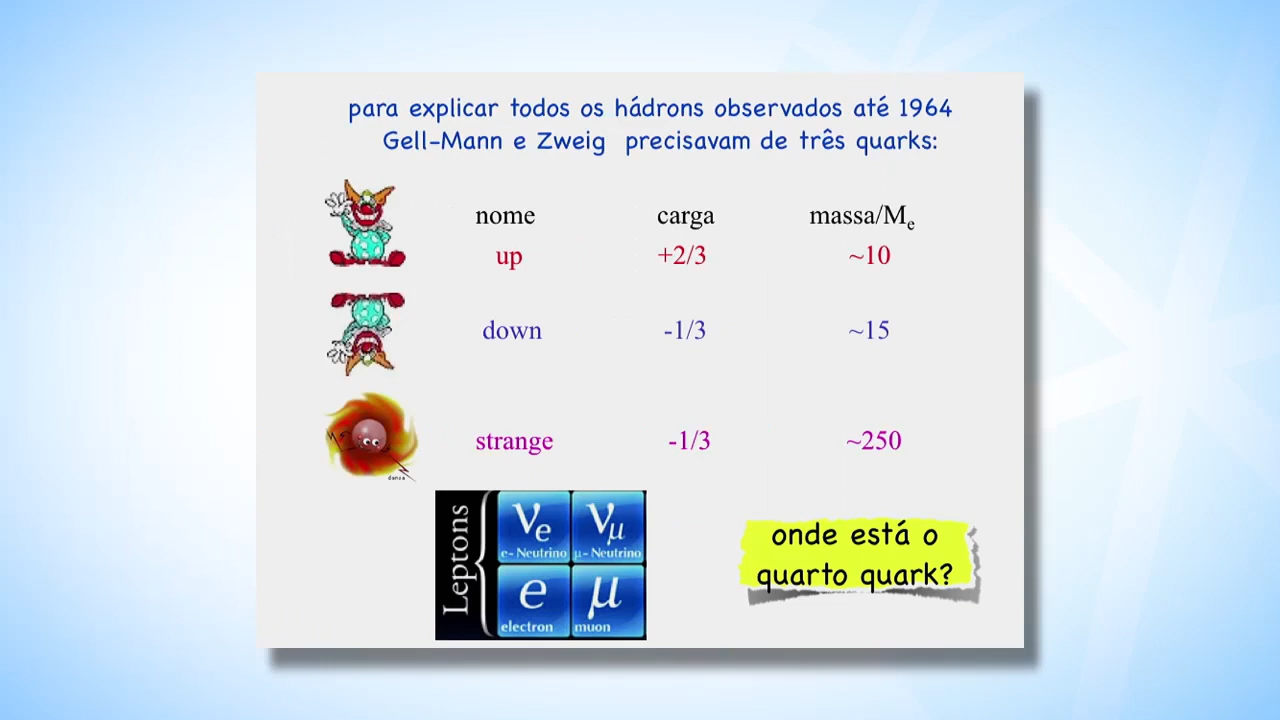 para explicar todos os hádrons observados até 1964
Gell-Mann e Zweig precisavam de três quarks:
nome carga massa/Me
up +2/3 ~10
down -1/3 ~15
strange -1/3 ~250
Leptons
νe νμ
e-Neutrino μ-Neutrino
e μ
electron muon
onde está o
quarto quark?